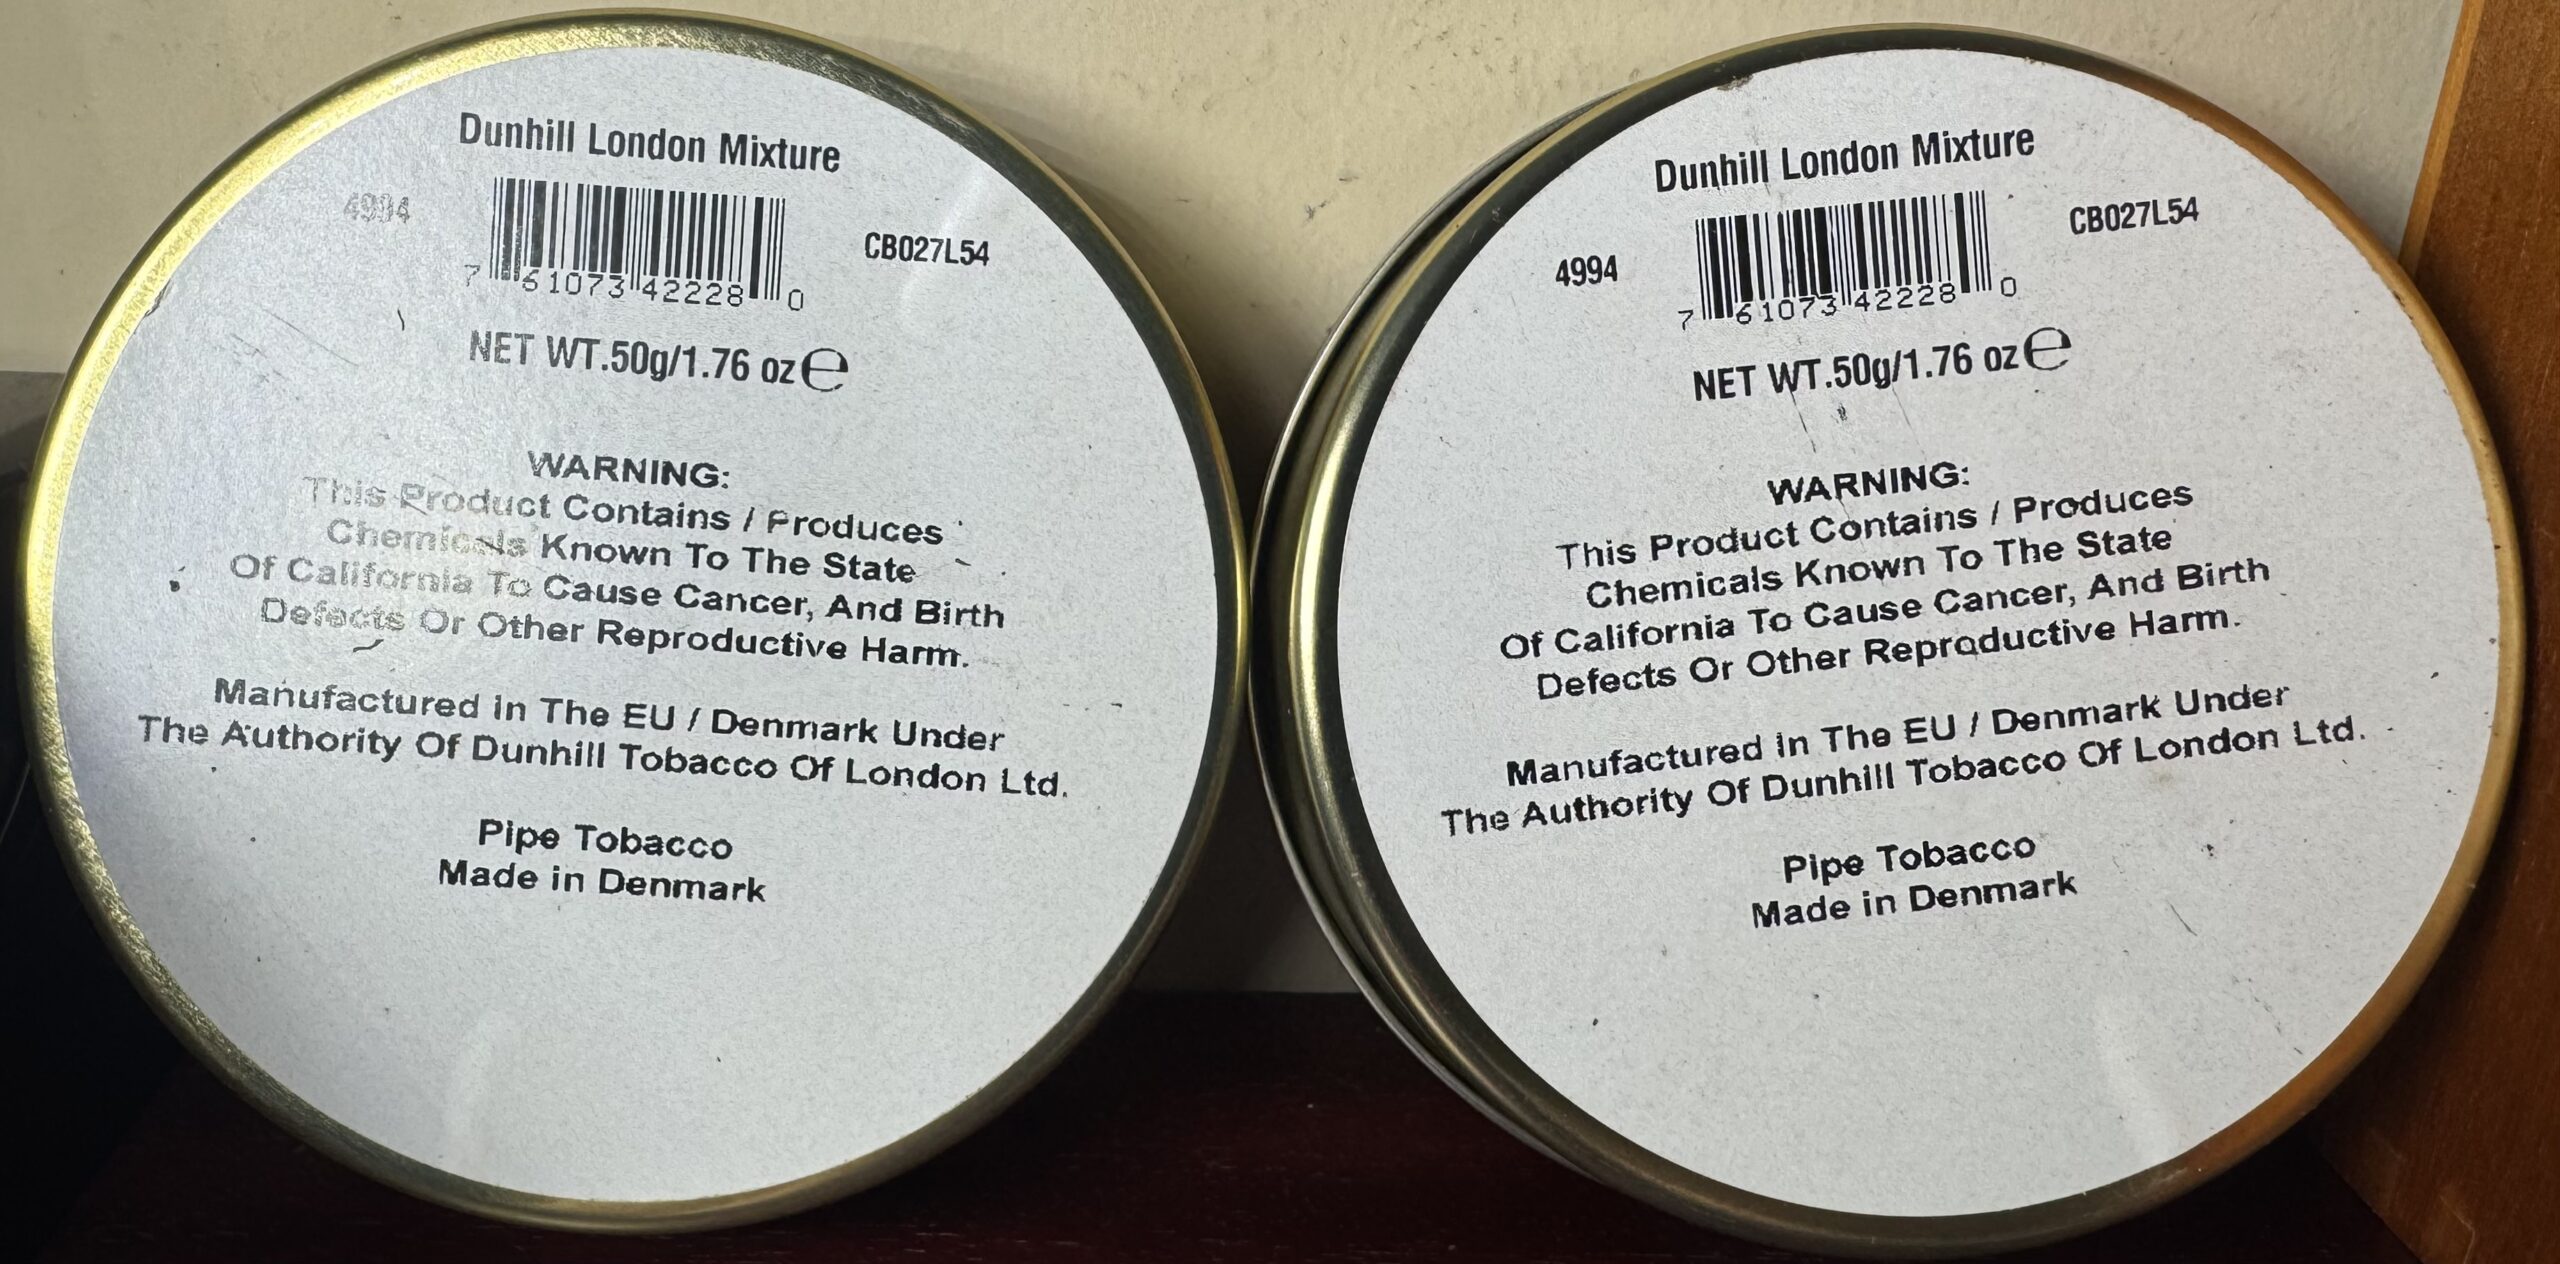 Dunhill London Mixture
4994
CB027L54
7 61073 42228 0
NET WT.50g/1.76 oz ℮
WARNING:
This Product Contains / Produces
Chemicals Known To The State
Of California To Cause Cancer, And Birth
Defects Or Other Reproductive Harm.
Manufactured In The EU / Denmark Under
The Authority Of Dunhill Tobacco Of London Ltd.
Pipe Tobacco
Made in Denmark
Dunhill London Mixture
4994
CB027L54
7 61073 42228 0
NET WT.50g/1.76 oz ℮
WARNING:
This Product Contains / Produces
Chemicals Known To The State
Of California To Cause Cancer, And Birth
Defects Or Other Reproductive Harm.
Manufactured In The EU / Denmark Under
The Authority Of Dunhill Tobacco Of London Ltd.
Pipe Tobacco
Made in Denmark